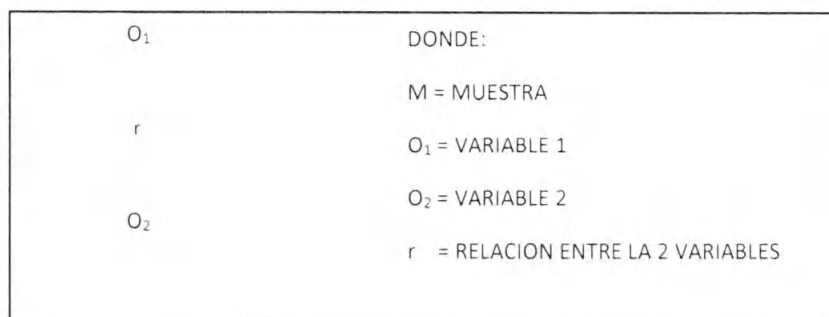 O₁
DONDE:
M = MUESTRA
r
O₁ = VARIABLE 1
O₂
O₂ = VARIABLE 2
r = RELACION ENTRE LA 2 VARIABLES